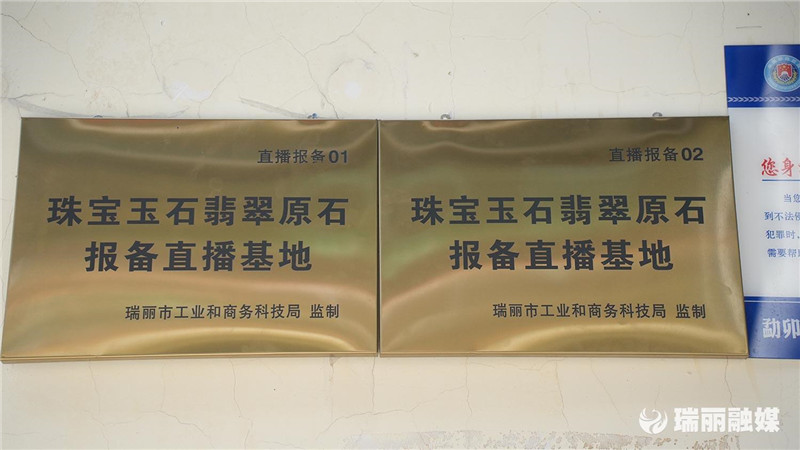 直播报备01
珠宝玉石翡翠原石
报备直播基地
瑞丽市工业和商务科技局 监制
直播报备02
珠宝玉石翡翠原石
报备直播基地
瑞丽市工业和商务科技局 监制
您身
当您
到不法侵
犯罪时,
需要帮
勐卯
瑞丽融媒